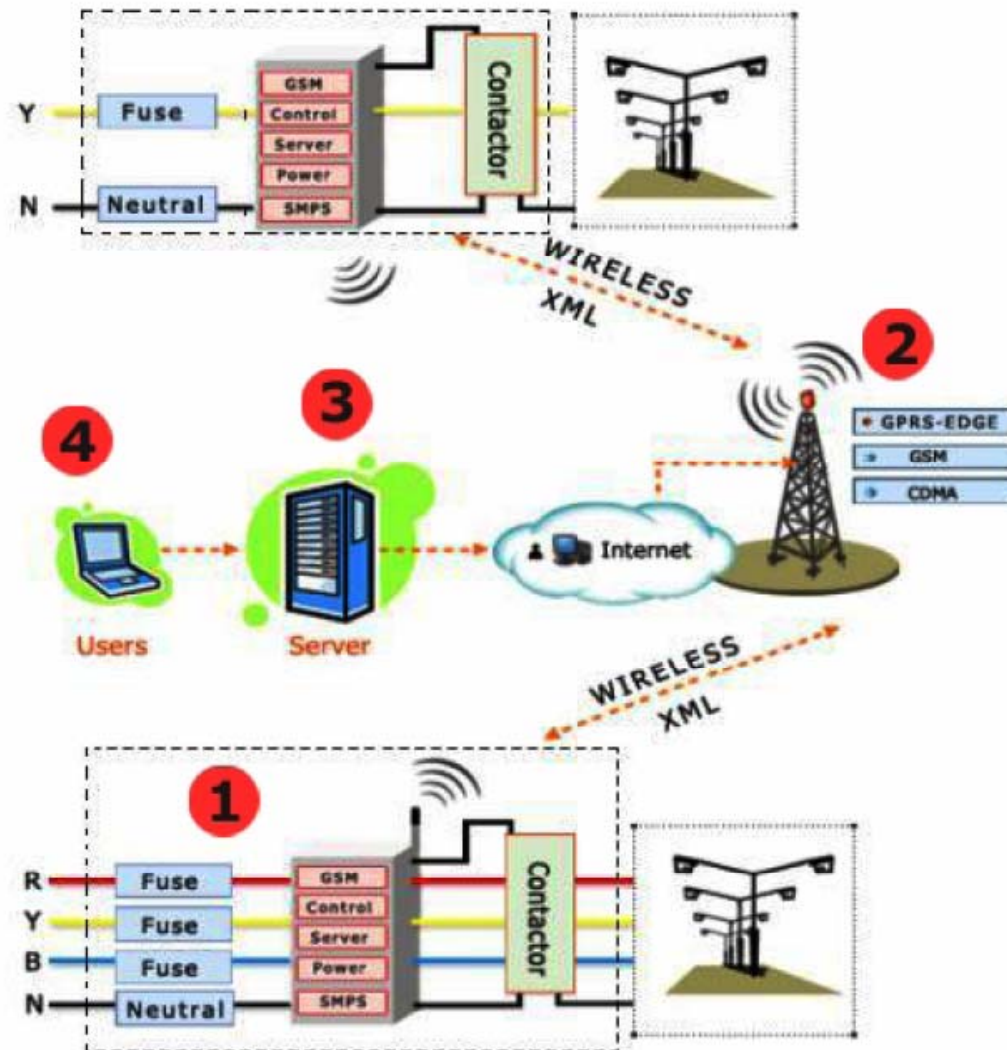 GSM
Y Fuse Control
Server
Power
N Neutral SMPS
Contactor
WIRELESS
XML
2
3
4
GPRS-EDGE
GSM
CDMA
Internet
Users
Server
WIRELESS
XML
1
R Fuse GSM
Control
Y Fuse
Server
B Fuse Power
N Neutral SMPS
Contactor